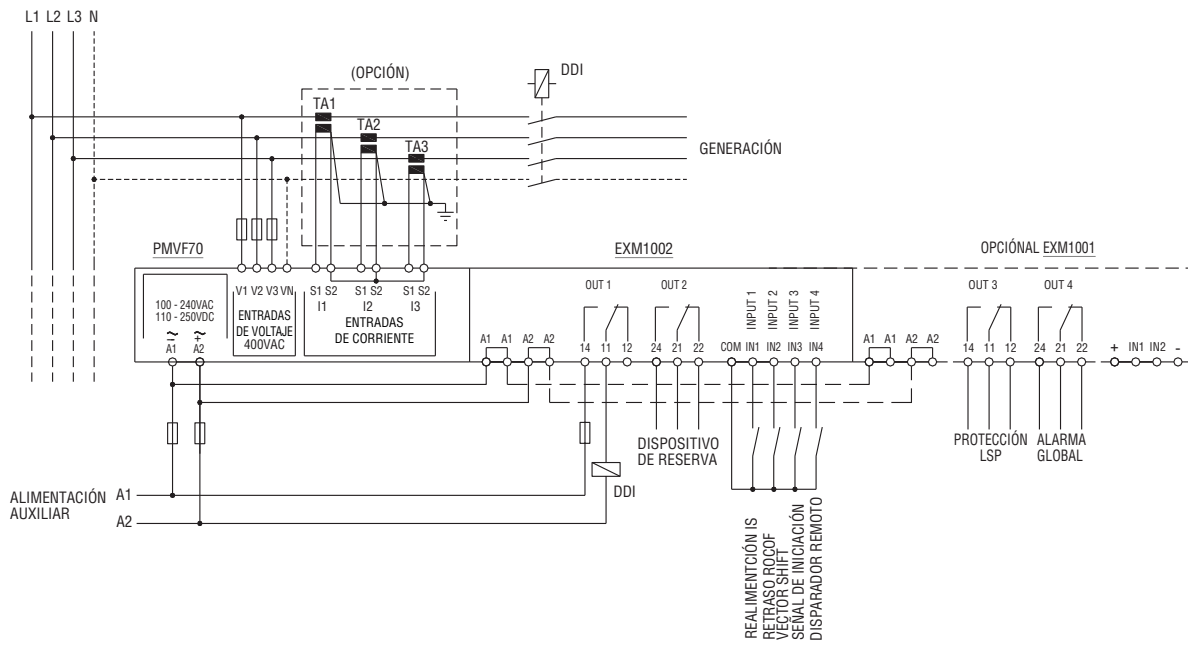 L1 L2 L3 N
(OPCIÓN)
DDI
TA1
TA2
TA3
GENERACIÓN
PMVF70
EXM1002
OPCIÓNAL EXM1001
100 - 240VAC
110 - 250VDC
~ ~
- +
A1 A2
V1 V2 V3 VN
ENTRADAS
DE VOLTAJE
400VAC
S1 S2 S1 S2 S1 S2
I1 I2 I3
ENTRADAS
DE CORRIENTE
A1 A1 A2 A2
OUT 1
14 11 12
OUT 2
24 21 22
INPUT 1
INPUT 2
INPUT 3
INPUT 4
COM IN1 IN2 IN3 IN4
A1 A1 A2 A2
OUT 3
14 11 12
OUT 4
24 21 22
+ IN1 IN2 -
DISPOSITIVO
DE RESERVA
PROTECCIÓN
LSP
ALARMA
GLOBAL
DDI
ALIMENTACIÓN
AUXILIAR
A1
A2
REALIMENTCIÓN IS
RETRASO ROCOF
VECTOR SHIFT
SEÑAL DE INICIACIÓN
DISPARADOR REMOTO